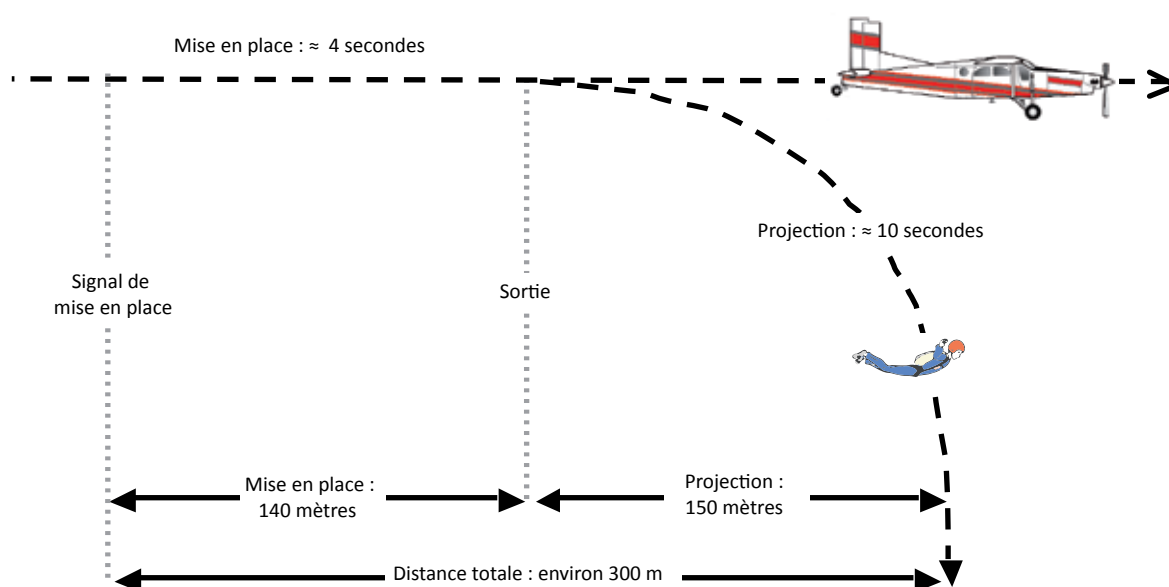 Mise en place : ≈ 4 secondes
Projection : ≈ 10 secondes
Signal de
mise en place
Sortie
Mise en place :
140 mètres
Projection :
150 mètres
Distance totale : environ 300 m